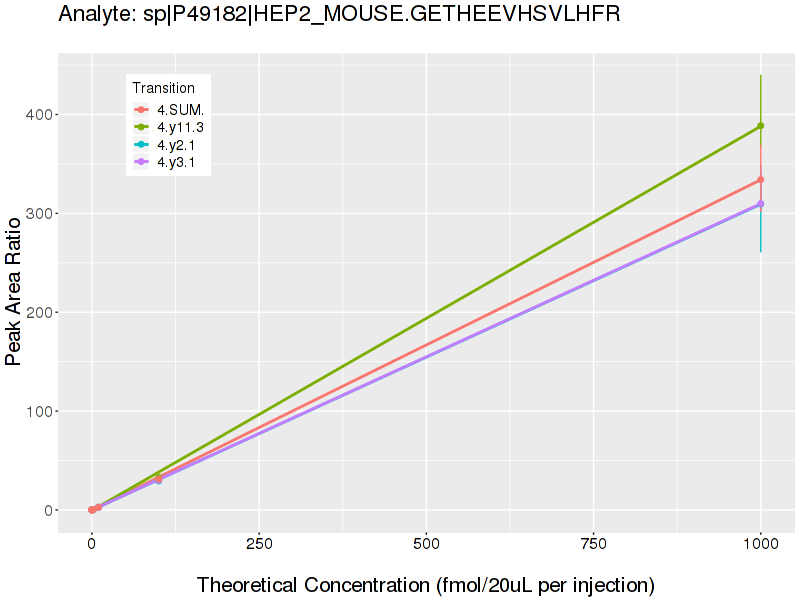 Analyte: sp|P49182|HEP2_MOUSE.GETHEEVHSVLHFR
Transition
4.SUM.
4.y11.3
4.y2.1
4.y3.1
400
300
200
100
0
Peak Area Ratio
0 250 500 750 1000
Theoretical Concentration (fmol/20uL per injection)